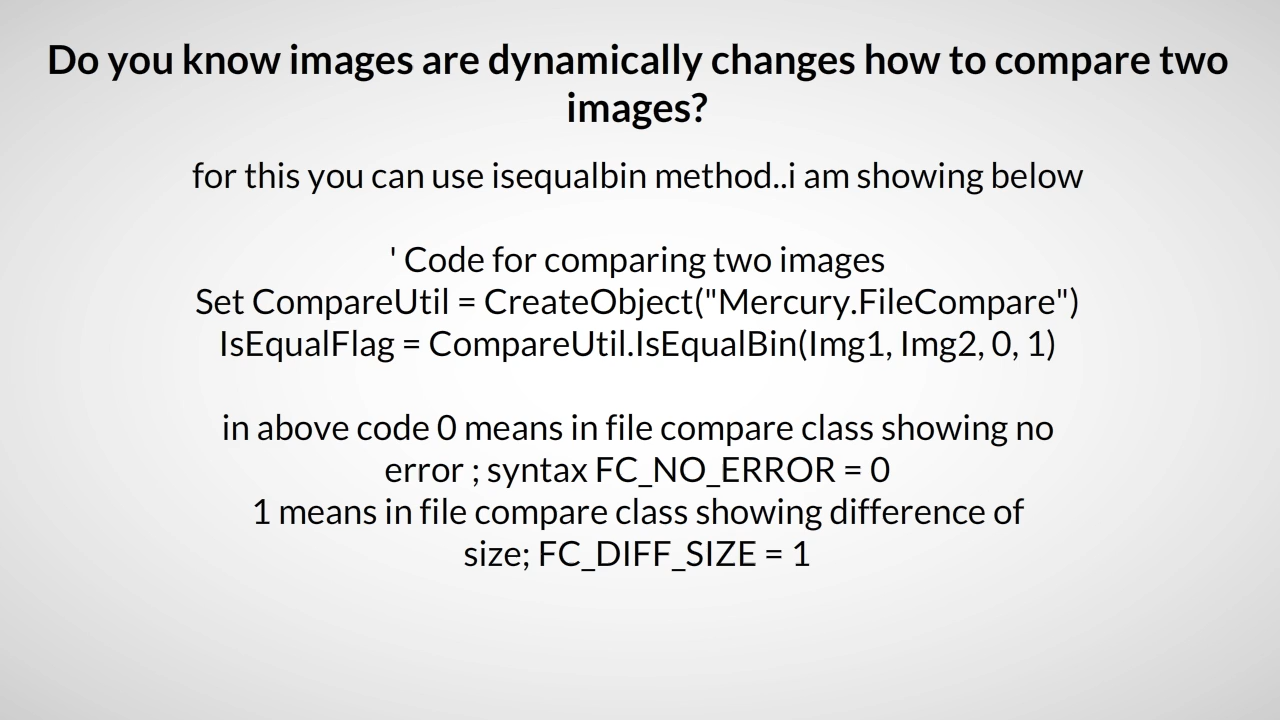 Do you know images are dynamically changes how to compare two
images?
for this you can use isequalbin method..i am showing below
' Code for comparing two images
Set CompareUtil = CreateObject("Mercury.FileCompare")
IsEqualFlag = CompareUtil.IsEqualBin(Img1, Img2, 0, 1)
in above code 0 means in file compare class showing no
error ; syntax FC_NO_ERROR = 0
1 means in file compare class showing difference of
size; FC_DIFF_SIZE = 1